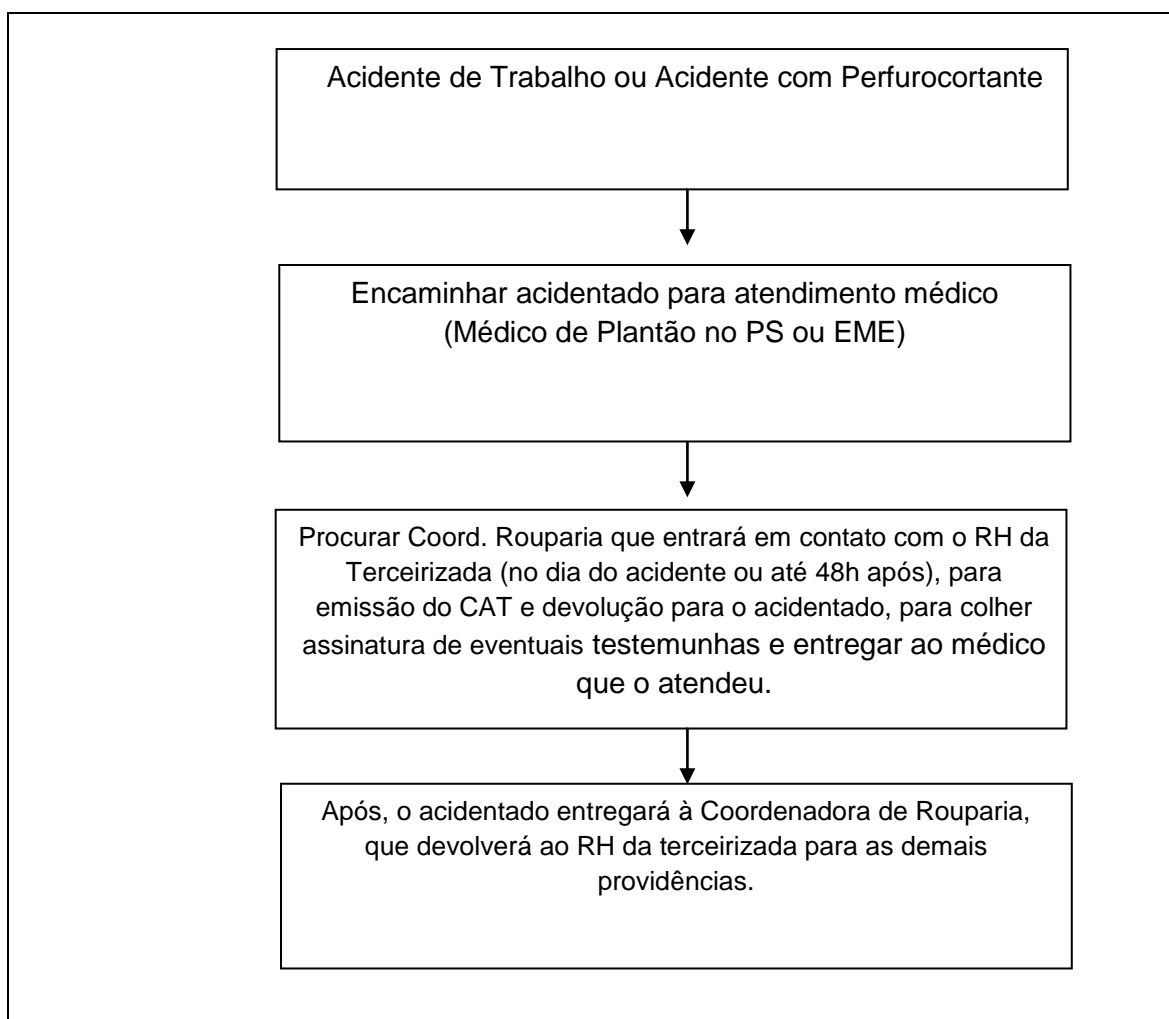 Acidente de Trabalho ou Acidente com Perfurocortante
Encaminhar acidentado para atendimento médico
(Médico de Plantão no PS ou EME)
Procurar Coord. Rouparia que entrará em contato com o RH da
Terceirizada (no dia do acidente ou até 48h após), para
emissão do CAT e devolução para o acidentado, para colher
assinatura de eventuais testemunhas e entregar ao médico
que o atendeu.
Após, o acidentado entregará à Coordenadora de Rouparia,
que devolverá ao RH da terceirizada para as demais
providências.